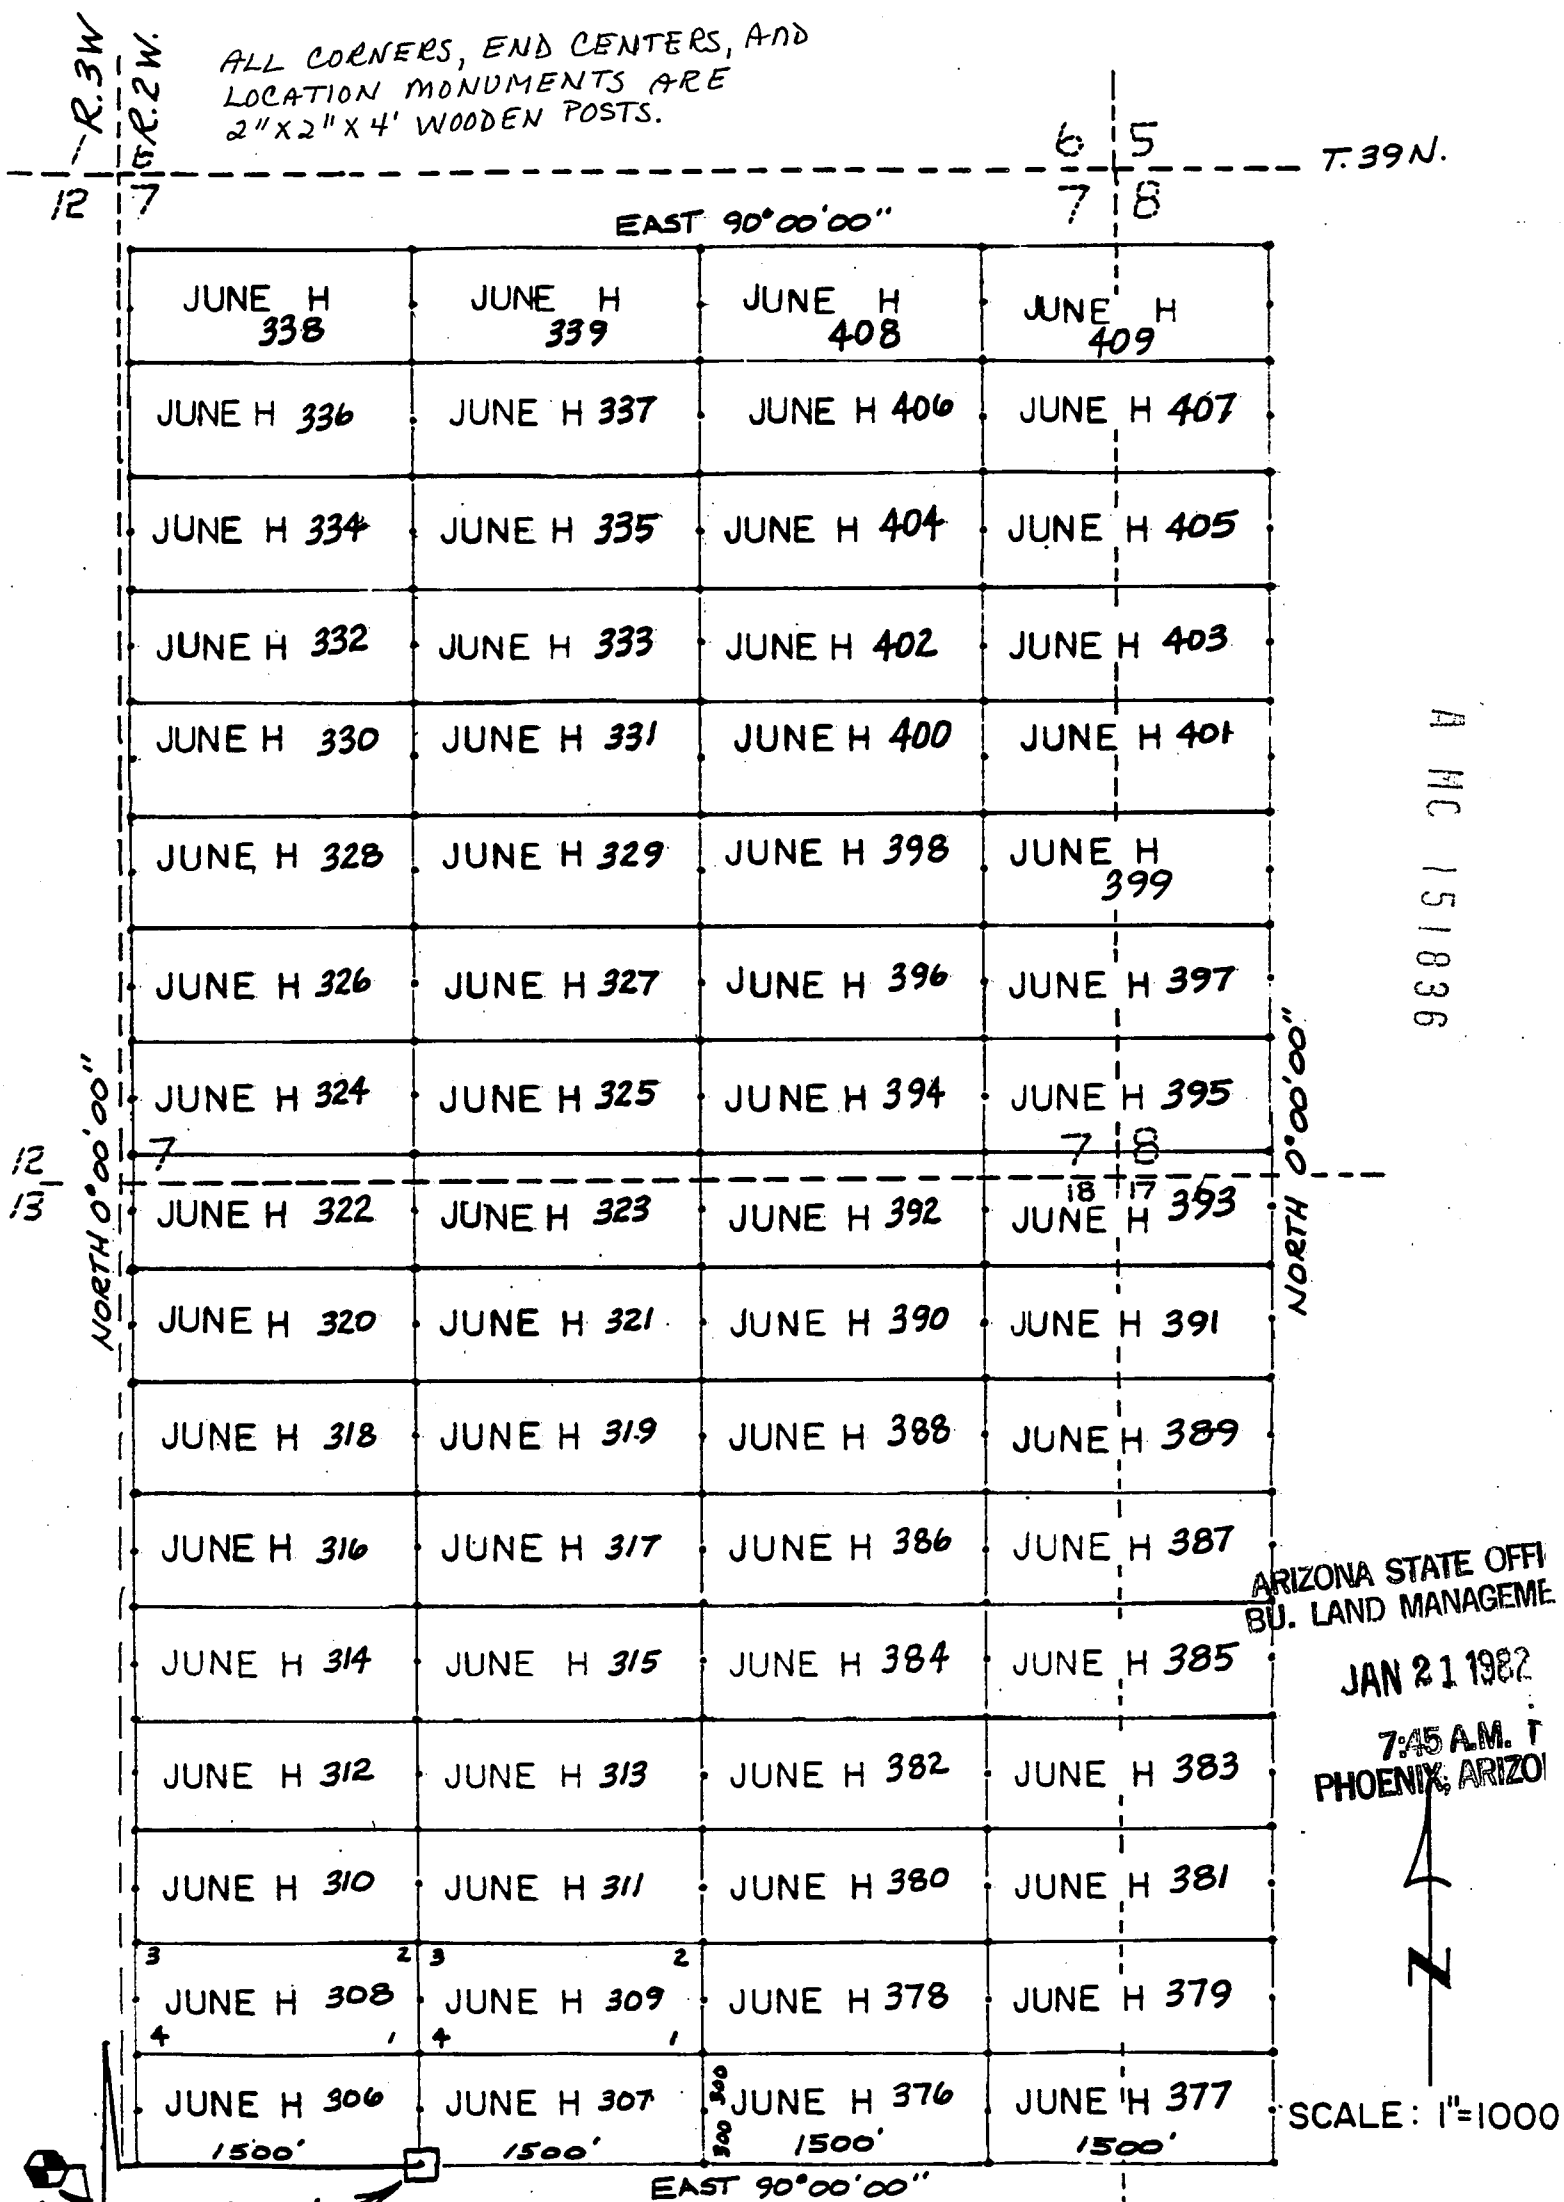 R.3W
R.2W.
ALL CORNERS, END CENTERS, AND
LOCATION MONUMENTS ARE
2"X2"X4' WOODEN POSTS.
6 5
T.39N.
12 7
7 8
EAST 90°00'00"
JUNE H 338
JUNE H 339
JUNE H 408
JUNE H 409
JUNE H 336
JUNE H 337
JUNE H 406
JUNE H 407
JUNE H 334
JUNE H 335
JUNE H 404
JUNE H 405
JUNE H 332
JUNE H 333
JUNE H 402
JUNE H 403
JUNE H 330
JUNE H 331
JUNE H 400
JUNE H 401
A MC 151836
JUNE H 328
JUNE H 329
JUNE H 398
JUNE H 399
JUNE H 326
JUNE H 327
JUNE H 396
JUNE H 397
NORTH 0°00'00"
NORTH 0°00'00"
JUNE H 324
JUNE H 325
JUNE H 394
JUNE H 395
12 7
7 8
13
18 17
JUNE H 322
JUNE H 323
JUNE H 392
JUNE H 393
JUNE H 320
JUNE H 321
JUNE H 390
JUNE H 391
JUNE H 318
JUNE H 319
JUNE H 388
JUNE H 389
JUNE H 316
JUNE H 317
JUNE H 386
JUNE H 387
ARIZONA STATE OFFI
BU. LAND MANAGEME
JAN 21 1982
7:45 A.M.
PHOENIX, ARIZO
JUNE H 314
JUNE H 315
JUNE H 384
JUNE H 385
JUNE H 312
JUNE H 313
JUNE H 382
JUNE H 383
JUNE H 310
JUNE H 311
JUNE H 380
JUNE H 381
N
3 2 3 2
JUNE H 308
JUNE H 309
JUNE H 378
JUNE H 379
4 1 4 1
JUNE H 306
JUNE H 307
300 300
JUNE H 376
JUNE H 377
SCALE: 1"=1000
1500'
1500'
1500'
1500'
EAST 90°00'00"